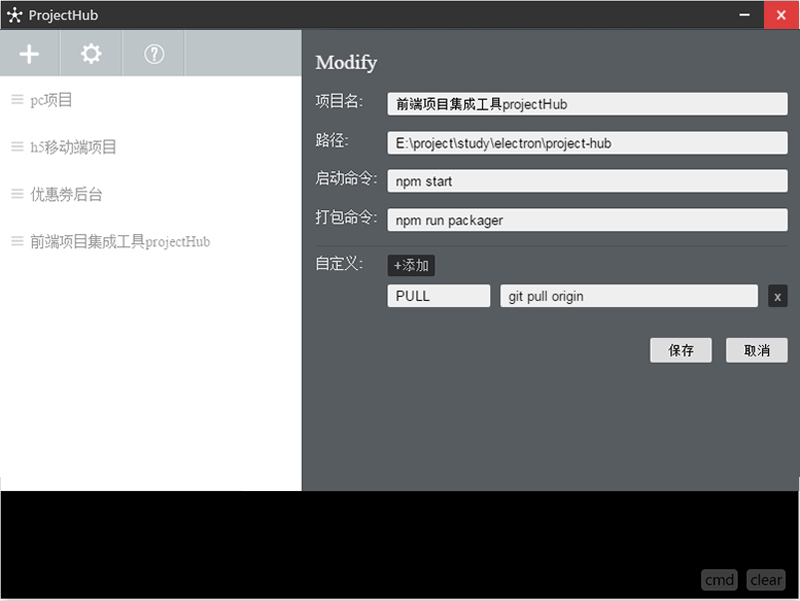 ProjectHub
pc项目
h5移动端项目
优惠券后台
前端项目集成工具projectHub
Modify
项目名: 前端项目集成工具projectHub
路径: E:\project\study\electron\project-hub
启动命令: npm start
打包命令: npm run packager
自定义: +添加
PULL git pull origin x
保存 取消
cmd clear